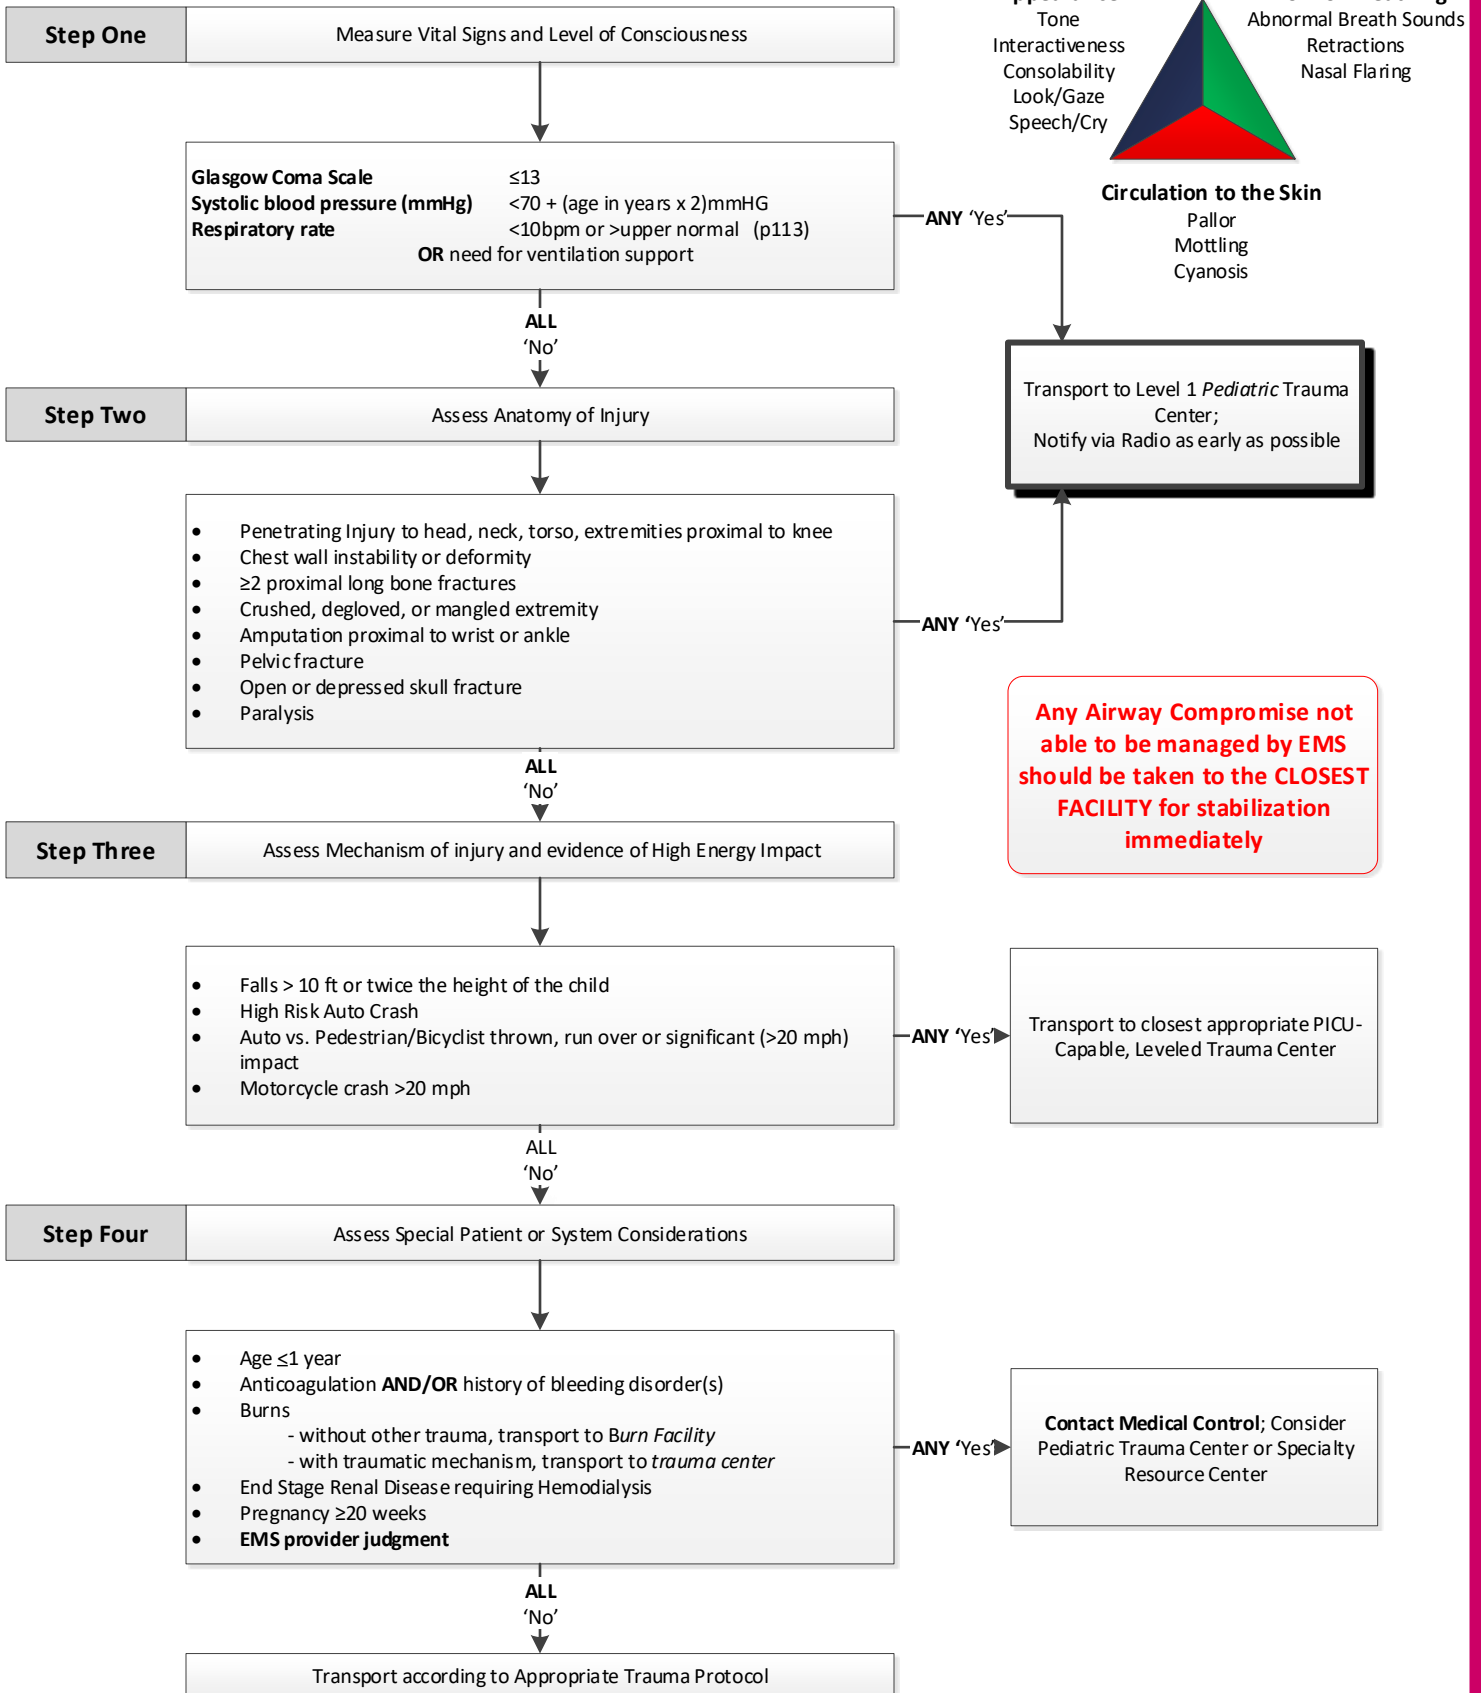 Tone
Interactiveness
Consolability
Look/Gaze
Speech/Cry
Abnormal Breath Sounds
Retractions
Nasal Flaring
Circulation to the Skin
Pallor
Mottling
Cyanosis
Step One
Measure Vital Signs and Level of Consciousness
Glasgow Coma Scale ≤13
Systolic blood pressure (mmHg) <70 + (age in years x 2)mmHG
Respiratory rate <10bpm or >upper normal (p113)
OR need for ventilation support
ANY ‘Yes’
ALL
‘No’
Transport to Level 1 Pediatric Trauma
Center;
Notify via Radio as early as possible
Step Two
Assess Anatomy of Injury
• Penetrating Injury to head, neck, torso, extremities proximal to knee
• Chest wall instability or deformity
• ≥2 proximal long bone fractures
• Crushed, degloved, or mangled extremity
• Amputation proximal to wrist or ankle
• Pelvic fracture
• Open or depressed skull fracture
• Paralysis
ANY ‘Yes’
ALL
‘No’
Any Airway Compromise not
able to be managed by EMS
should be taken to the CLOSEST
FACILITY for stabilization
immediately
Step Three
Assess Mechanism of injury and evidence of High Energy Impact
• Falls > 10 ft or twice the height of the child
• High Risk Auto Crash
• Auto vs. Pedestrian/Bicyclist thrown, run over or significant (>20 mph)
impact
• Motorcycle crash >20 mph
ANY ‘Yes’
Transport to closest appropriate PICU-
Capable, Leveled Trauma Center
ALL
‘No’
Step Four
Assess Special Patient or System Considerations
• Age ≤1 year
• Anticoagulation AND/OR history of bleeding disorder(s)
• Burns
- without other trauma, transport to Burn Facility
- with traumatic mechanism, transport to trauma center
• End Stage Renal Disease requiring Hemodialysis
• Pregnancy ≥20 weeks
• EMS provider judgment
ANY ‘Yes’
Contact Medical Control; Consider
Pediatric Trauma Center or Specialty
Resource Center
ALL
‘No’
Transport according to Appropriate Trauma Protocol